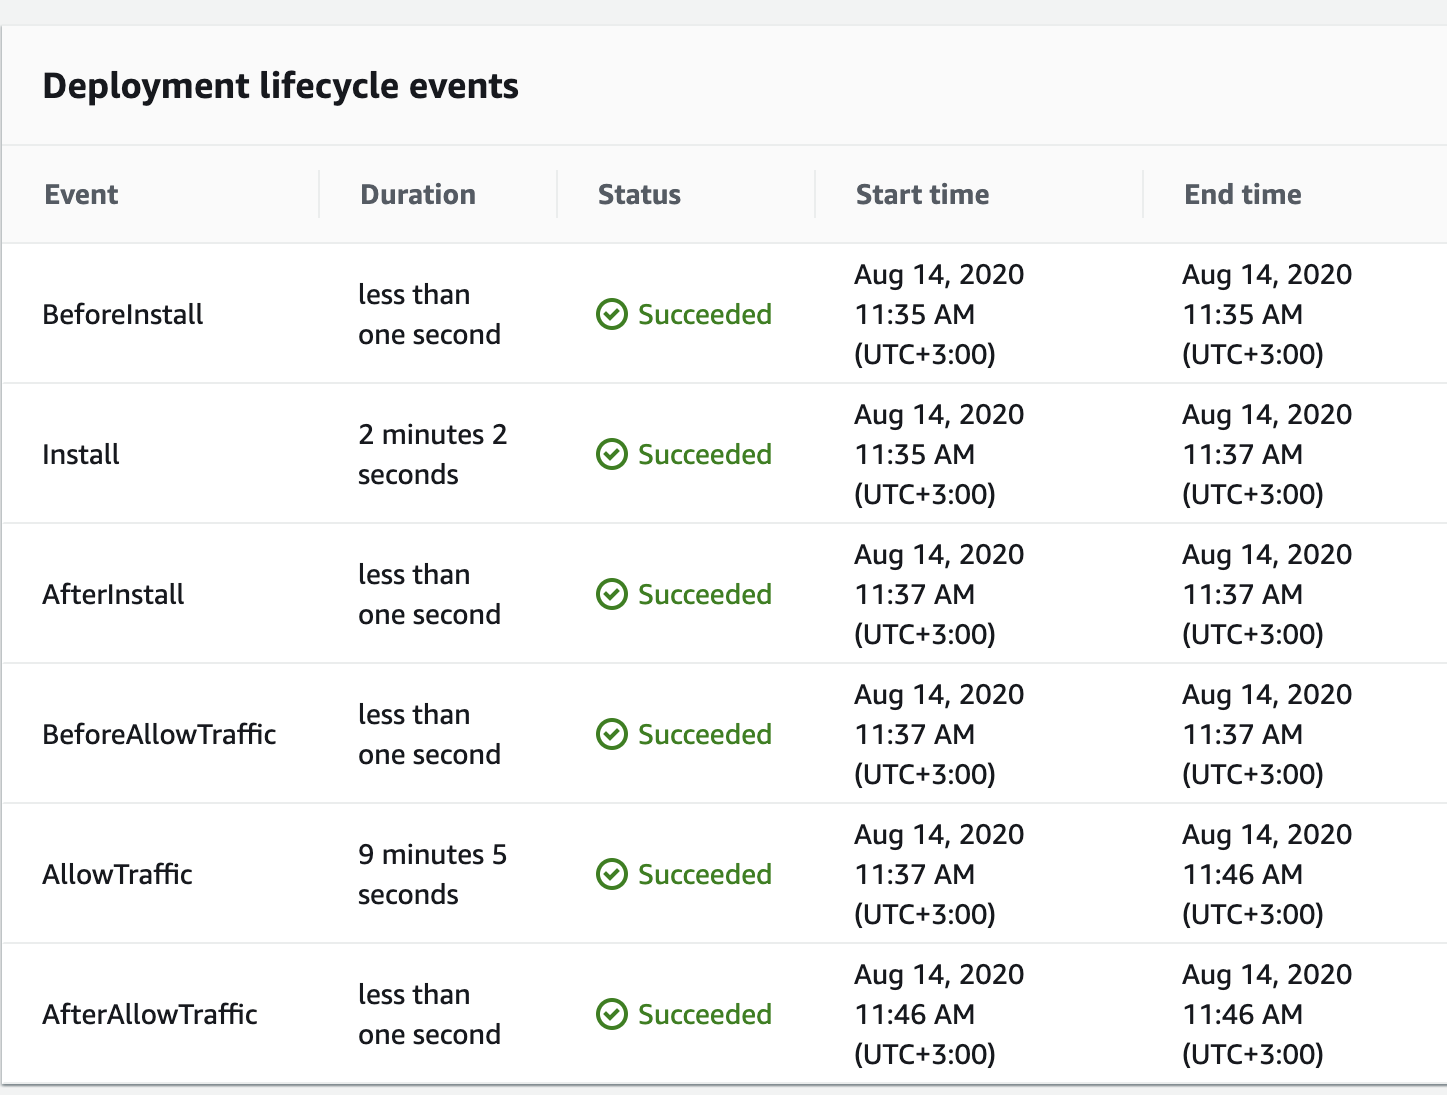 Deployment lifecycle events
Event Duration Status Start time End time
BeforeInstall less than one second Succeeded Aug 14, 2020 11:35 AM (UTC+3:00) Aug 14, 2020 11:35 AM (UTC+3:00)
Install 2 minutes 2 seconds Succeeded Aug 14, 2020 11:35 AM (UTC+3:00) Aug 14, 2020 11:37 AM (UTC+3:00)
AfterInstall less than one second Succeeded Aug 14, 2020 11:37 AM (UTC+3:00) Aug 14, 2020 11:37 AM (UTC+3:00)
BeforeAllowTraffic less than one second Succeeded Aug 14, 2020 11:37 AM (UTC+3:00) Aug 14, 2020 11:37 AM (UTC+3:00)
AllowTraffic 9 minutes 5 seconds Succeeded Aug 14, 2020 11:37 AM (UTC+3:00) Aug 14, 2020 11:46 AM (UTC+3:00)
AfterAllowTraffic less than one second Succeeded Aug 14, 2020 11:46 AM (UTC+3:00) Aug 14, 2020 11:46 AM (UTC+3:00)